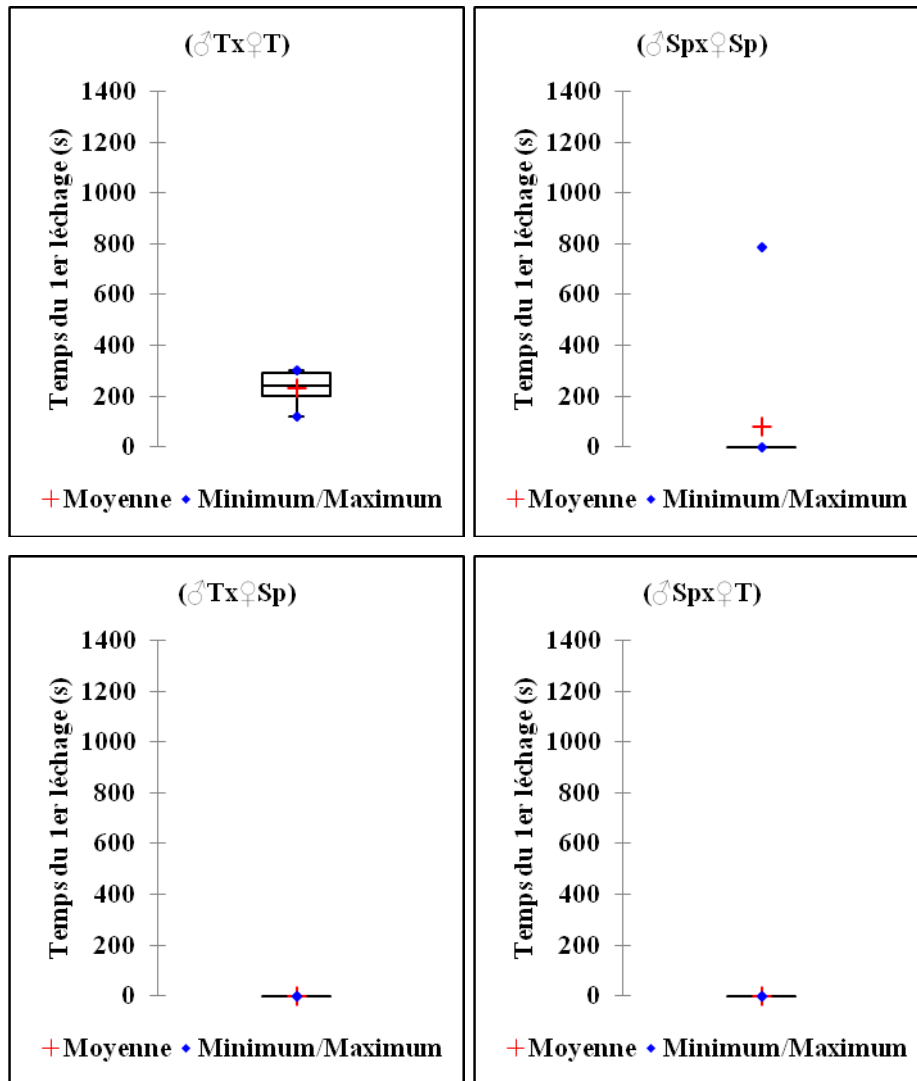 (♂Tx♀T)
Temps du 1er léchage (s)
1400
1200
1000
800
600
400
200
0
Moyenne Minimum/Maximum
(♂Spx♀Sp)
Temps du 1er léchage (s)
1400
1200
1000
800
600
400
200
0
Moyenne Minimum/Maximum
(♂Tx♀Sp)
Temps du 1er léchage (s)
1400
1200
1000
800
600
400
200
0
Moyenne Minimum/Maximum
(♂Spx♀T)
Temps du 1er léchage (s)
1400
1200
1000
800
600
400
200
0
Moyenne Minimum/Maximum